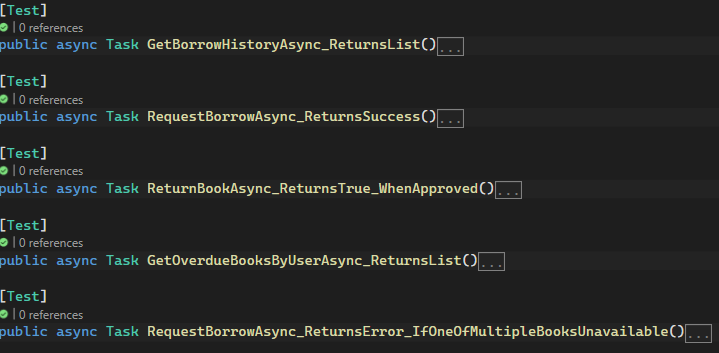 [Test]
| 0 references
public async Task GetBorrowHistoryAsync_ReturnsList()...
[Test]
| 0 references
public async Task RequestBorrowAsync_ReturnsSuccess()...
[Test]
| 0 references
public async Task ReturnBookAsync_ReturnsTrue_WhenApproved()...
[Test]
| 0 references
public async Task GetOverdueBooksByUserAsync_ReturnsList()...
[Test]
| 0 references
public async Task RequestBorrowAsync_ReturnsError_IfOneOfMultipleBooksUnavailable()...